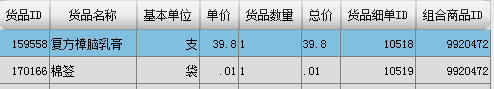 货品ID 货品名称 基本单位 单价 货品数量 总价 货品细单ID 组合商品ID
159558 复方樟脑乳膏 支 39.8 1 39.8 10518 9920472
170166 棉签 袋 .01 1 .01 10519 9920472